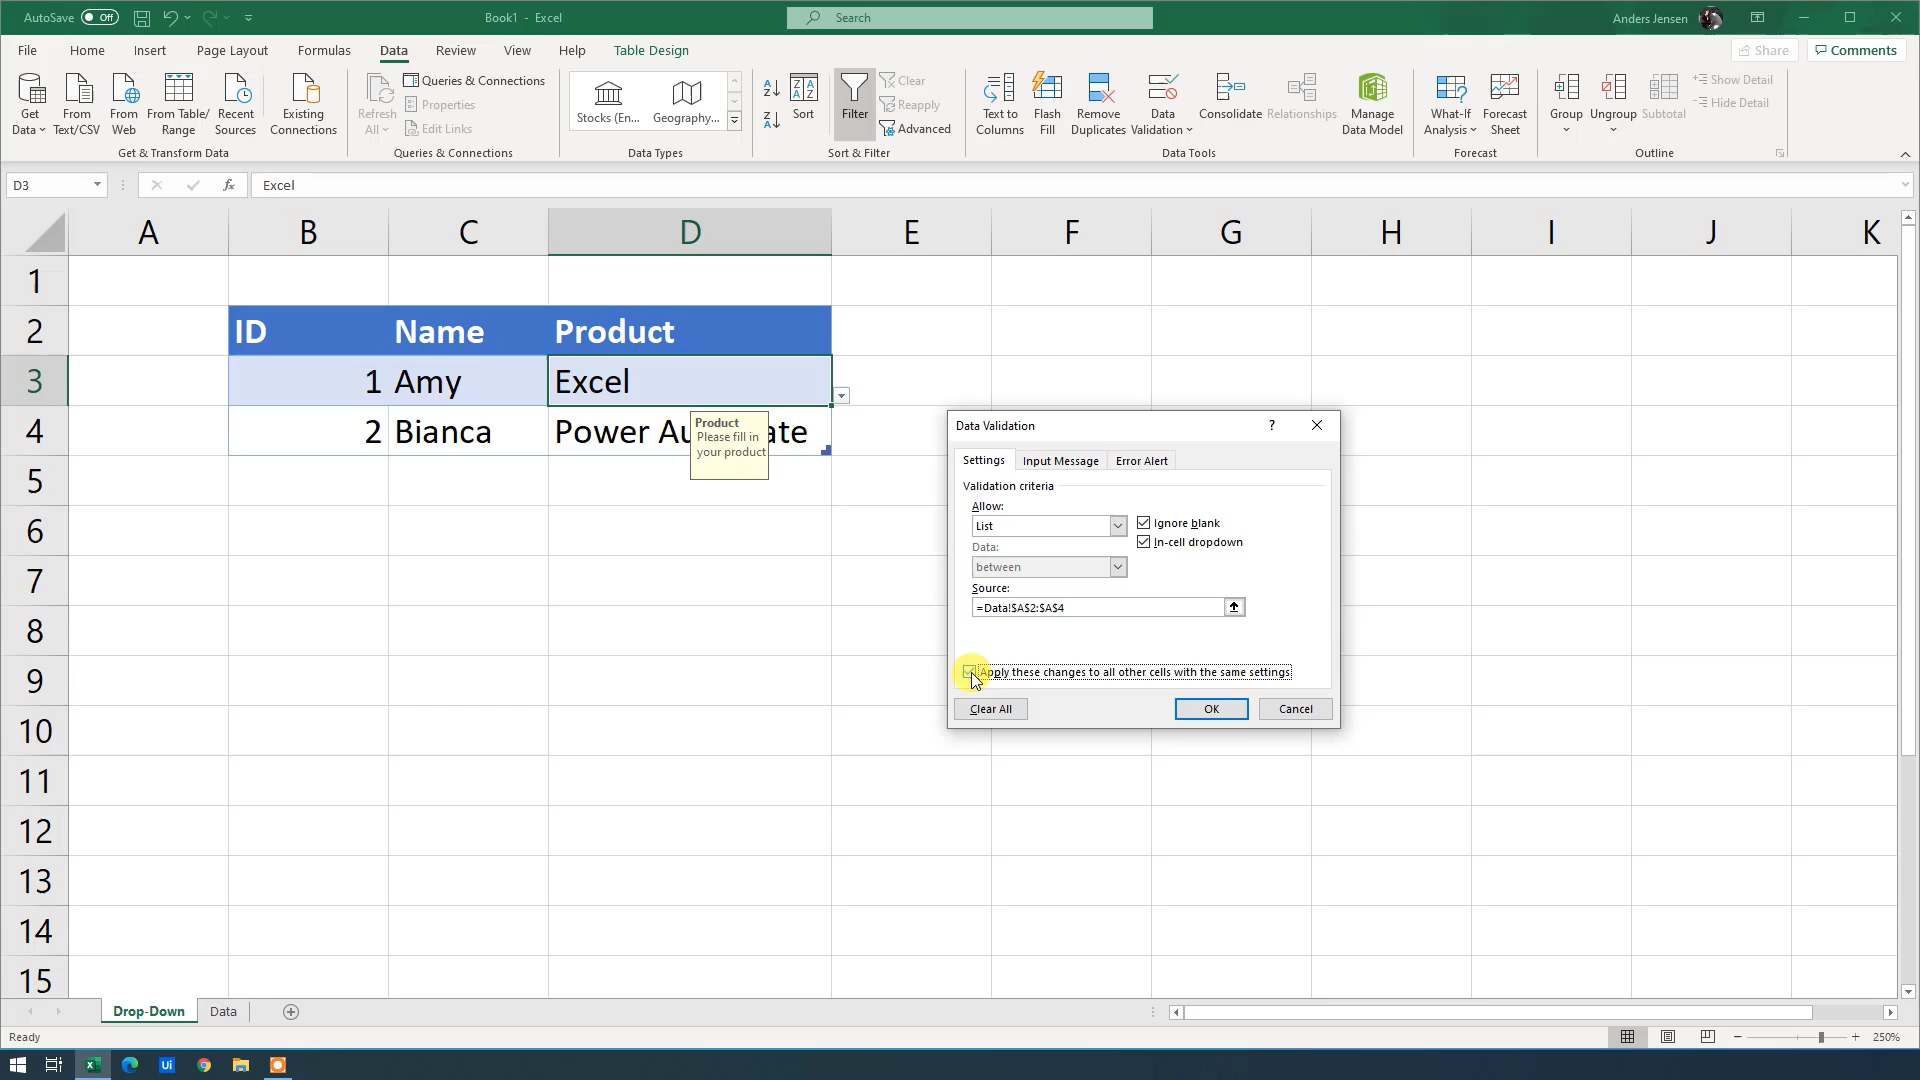 AutoSave Off
Book1 - Excel
Search
Anders Jensen
File Home Insert Page Layout Formulas Data Review View Help Table Design
Share Comments
Get Data
From Text/CSV
From Web
From Table/ Range
Recent Sources
Existing Connections
Get & Transform Data
Refresh All
Queries & Connections
Properties
Edit Links
Queries & Connections
Stocks (En...
Geography...
Data Types
Sort
Filter
Clear
Reapply
Advanced
Sort & Filter
Text to Columns
Flash Fill
Remove Duplicates
Data Validation
Consolidate
Relationships
Manage Data Model
Data Tools
What-If Analysis
Forecast Sheet
Forecast
Group
Ungroup
Subtotal
Show Detail
Hide Detail
Outline
D3
fx
Excel
A B C D E F G H I J K
1
2 ID Name Product
3 1 Amy Excel
4 2 Bianca Power Au ate
Product
Please fill in
your product
5
6
7
8
9
10
11
12
13
14
15
Data Validation ?
Settings Input Message Error Alert
Validation criteria
Allow:
List
Ignore blank
Data:
In-cell dropdown
between
Source:
=Data!$A$2:$A$4
Apply these changes to all other cells with the same settings
Clear All OK Cancel
Drop-Down Data
Ready
250%
Ui